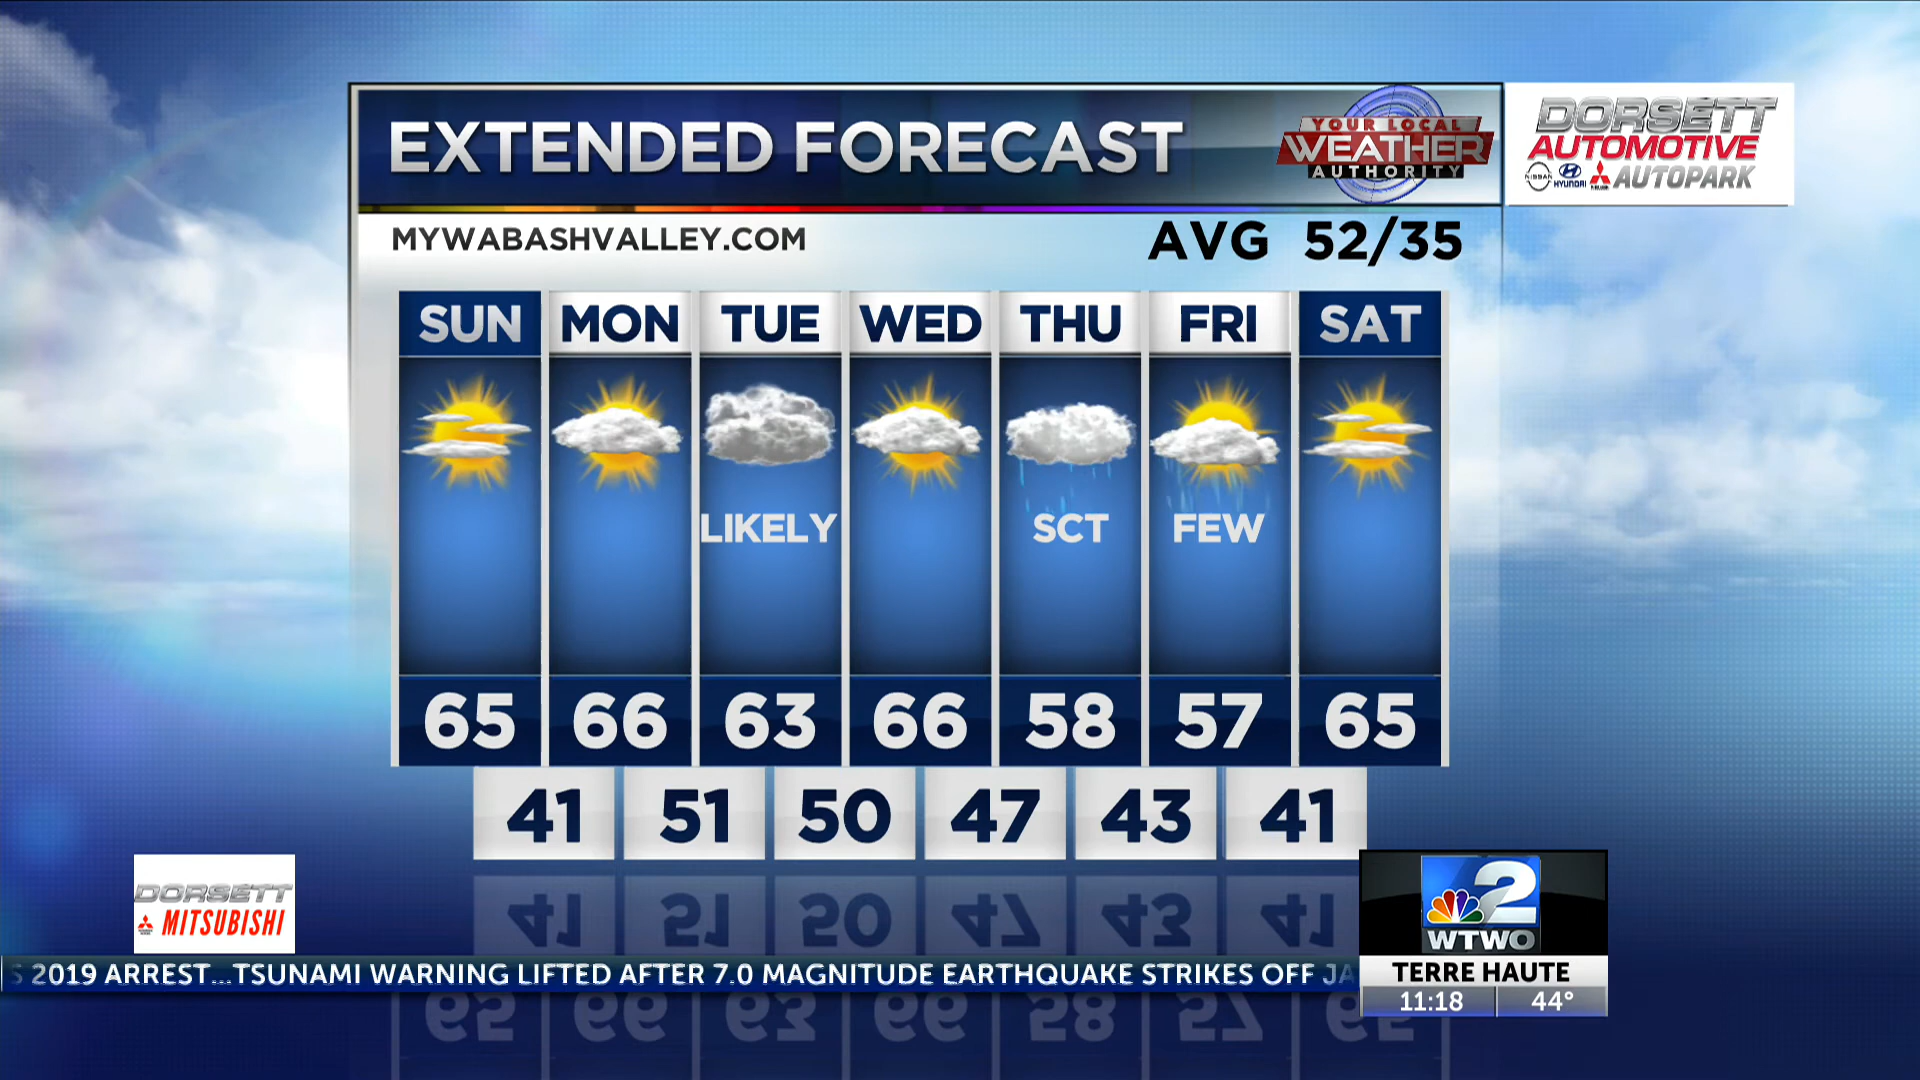 EXTENDED FORECAST
YOUR LOCAL
WEATHER
AUTHORITY
DORSETT
AUTOMOTIVE
NISSAN HYUNDAI AUTOPARK
MYWABASHVALLEY.COM
AVG 52/35
SUN MON TUE WED THU FRI SAT
LIKELY SCT FEW
65 66 63 66 58 57 65
41 51 50 47 43 41
DORSETT
MITSUBISHI
2
WTWO
S 2019 ARREST...TSUNAMI WARNING LIFTED AFTER 7.0 MAGNITUDE EARTHQUAKE STRIKES OFF JA
TERRE HAUTE
11:18 44°